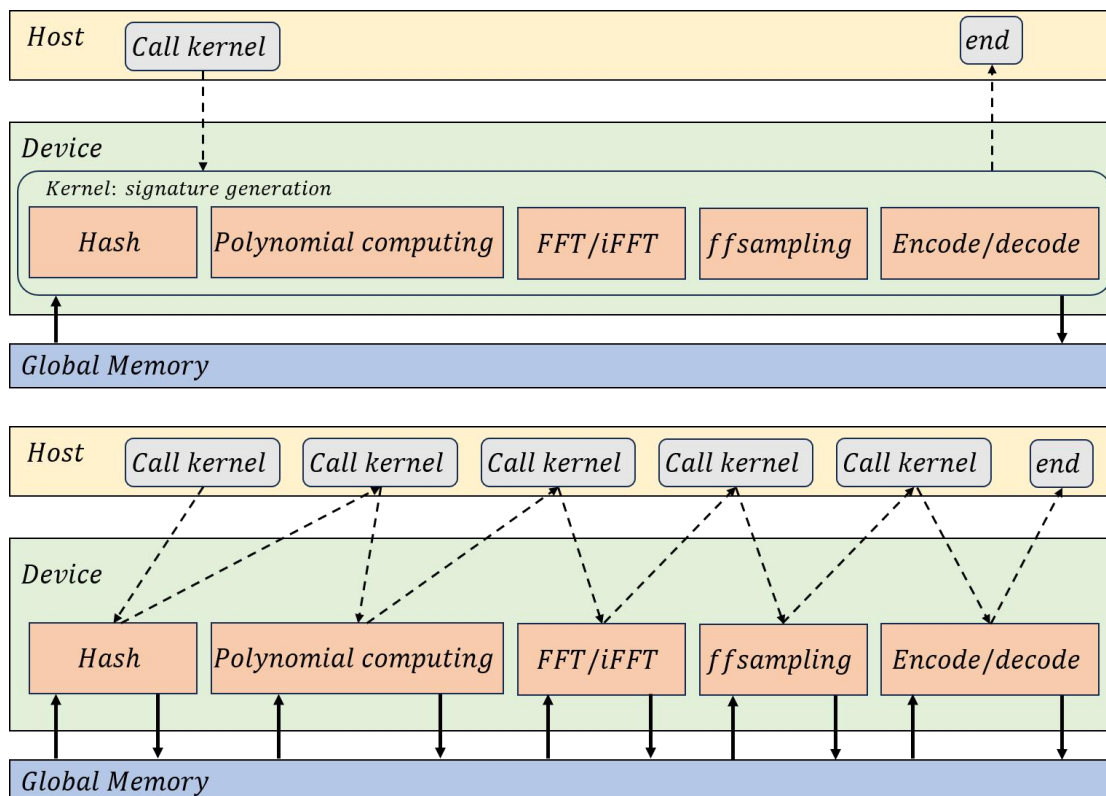 Host
Call kernel
end
Device
Kernel: signature generation
Hash
Polynomial computing
FFT/iFFT
ffsampling
Encode/decode
Global Memory
Host
Call kernel
Call kernel
Call kernel
Call kernel
Call kernel
end
Device
Hash
Polynomial computing
FFT/iFFT
ffsampling
Encode/decode
Global Memory